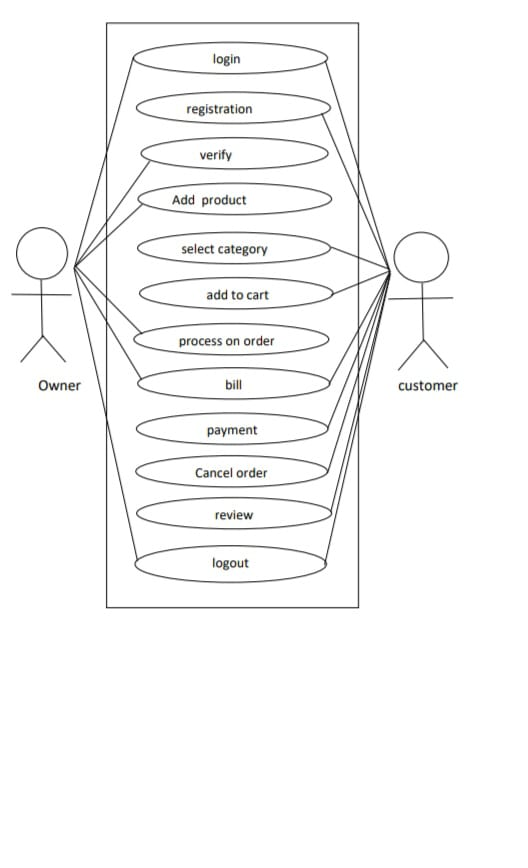 login
registration
verify
Add product
select category
add to cart
process on order
Owner
bill
customer
payment
Cancel order
review
logout